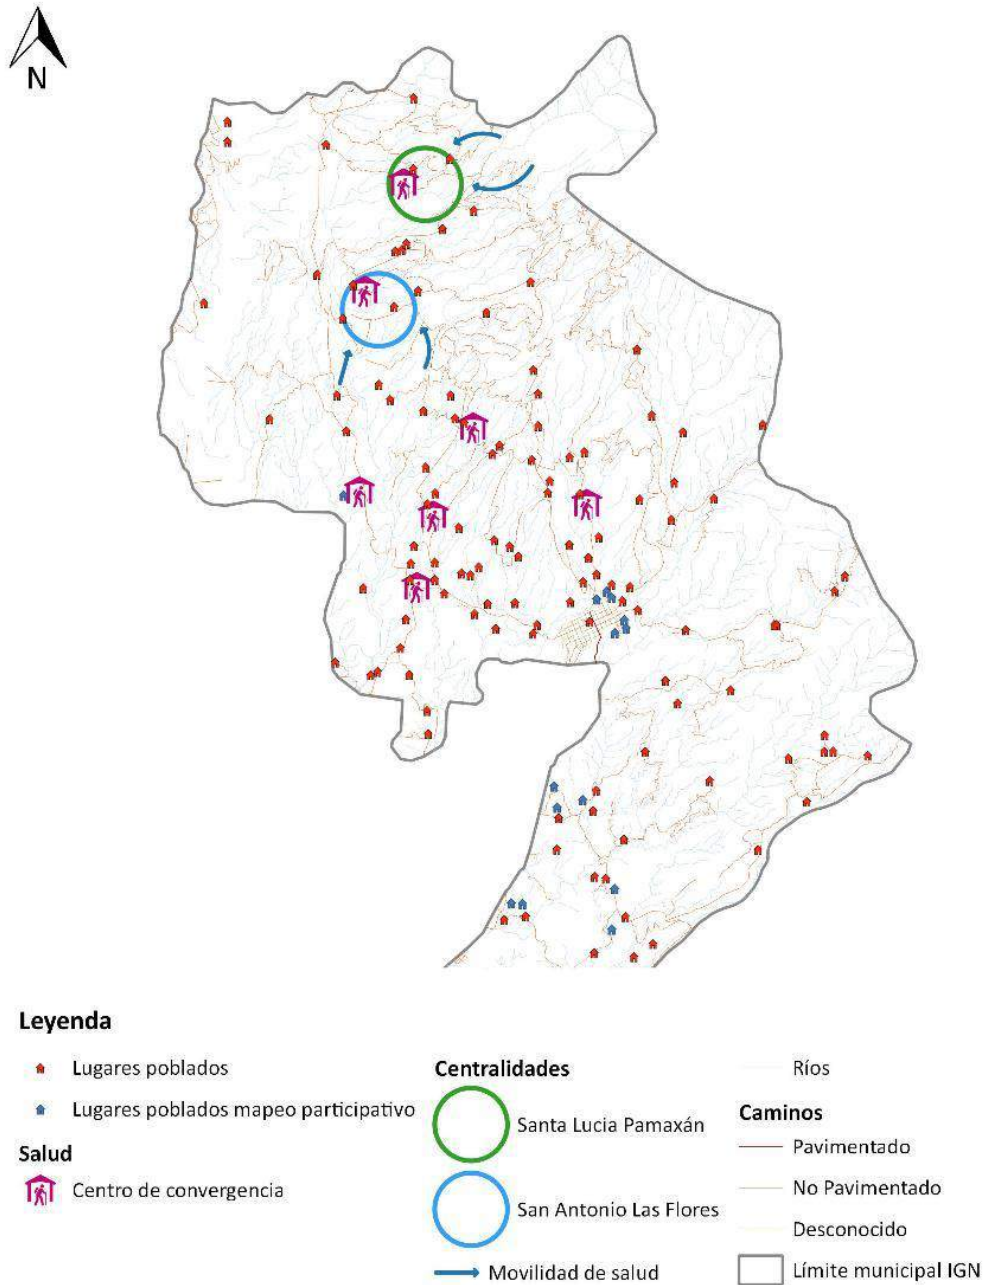 N
Leyenda
Lugares poblados
Lugares poblados mapeo participativo
Salud
Centro de convergencia
Centralidades
Santa Lucia Pamaxán
San Antonio Las Flores
Movilidad de salud
Ríos
Caminos
Pavimentado
No Pavimentado
Desconocido
Límite municipal IGN